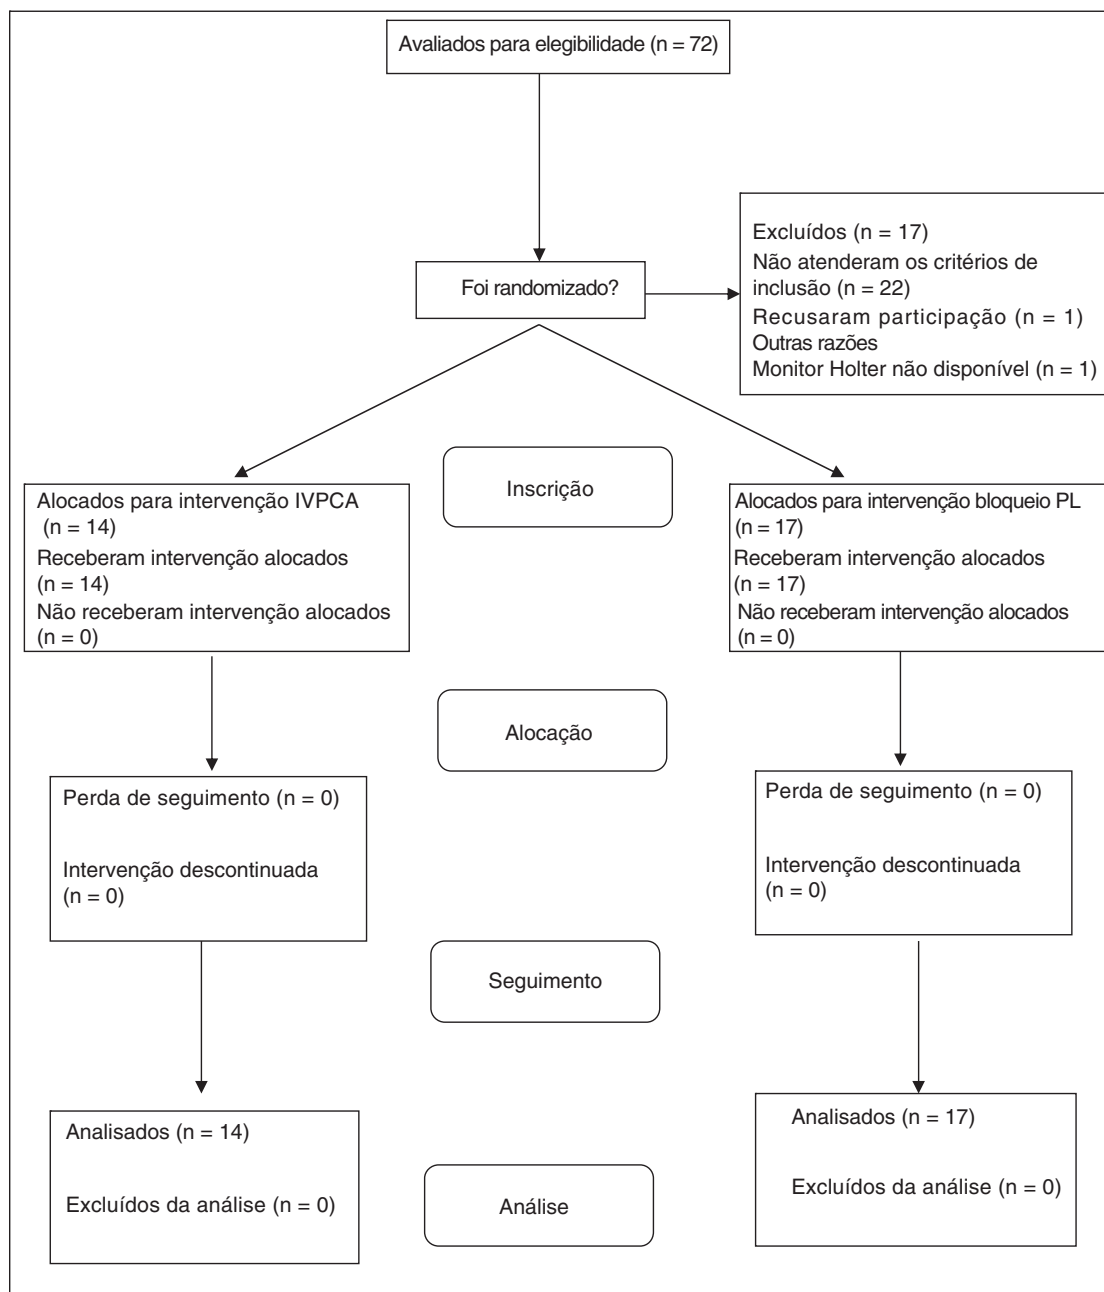 Avaliados para elegibilidade (n = 72)
Excluídos (n = 17)
Não atenderam os critérios de
inclusão (n = 22)
Recusaram participação (n = 1)
Outras razões
Monitor Holter não disponível (n = 1)
Foi randomizado?
Inscrição
Alocados para intervenção IVPCA
(n = 14)
Receberam intervenção alocados
(n = 14)
Não receberam intervenção alocados
(n = 0)
Alocados para intervenção bloqueio PL
(n = 17)
Receberam intervenção alocados
(n = 17)
Não receberam intervenção alocados
(n = 0)
Alocação
Perda de seguimento (n = 0)
Intervenção descontinuada
(n = 0)
Perda de seguimento (n = 0)
Intervenção descontinuada
(n = 0)
Seguimento
Analisados (n = 14)
Excluídos da análise (n = 0)
Analisados (n = 17)
Excluídos da análise (n = 0)
Análise